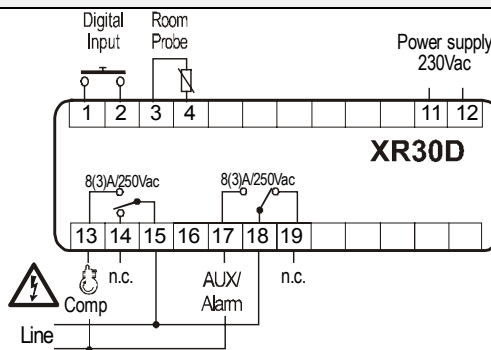 Digital Input
Room Probe
Power supply 230Vac
1 2 3 4 11 12
XR30D
8(3)A/250Vac 8(3)A/250Vac
13 14 15 16 17 18 19
n.c. n.c.
Comp
AUX/ Alarm
Line